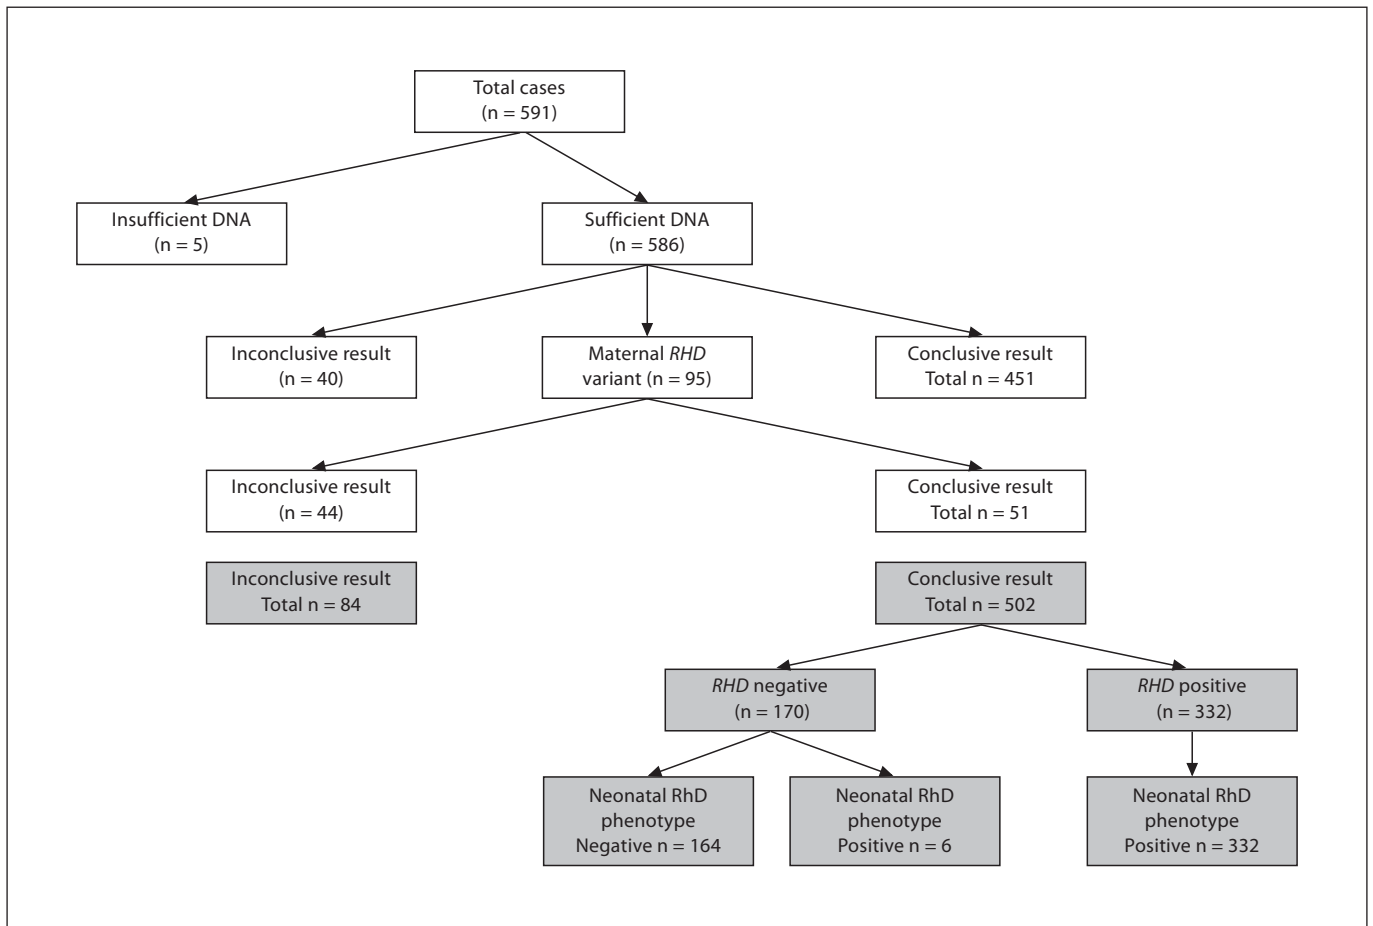 Total cases
(n = 591)
Insufficient DNA
(n = 5)
Sufficient DNA
(n = 586)
Inconclusive result
(n = 40)
Maternal RHD
variant (n = 95)
Conclusive result
Total n = 451
Inconclusive result
(n = 44)
Conclusive result
Total n = 51
Inconclusive result
Total n = 84
Conclusive result
Total n = 502
RHD negative
(n = 170)
RHD positive
(n = 332)
Neonatal RhD
phenotype
Negative n = 164
Neonatal RhD
phenotype
Positive n = 6
Neonatal RhD
phenotype
Positive n = 332